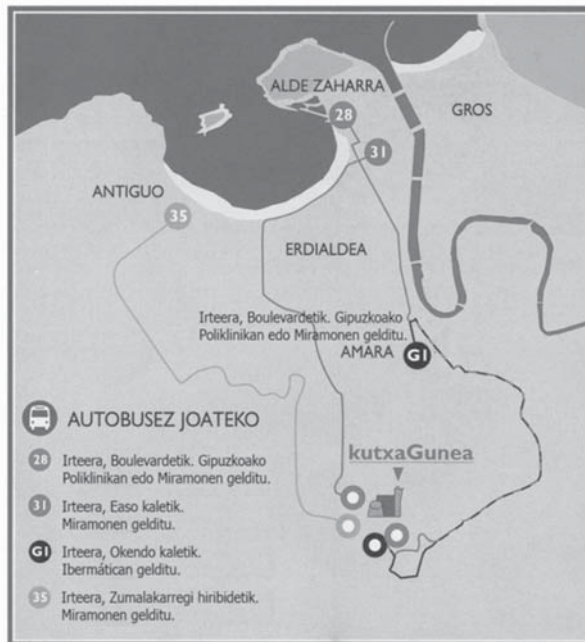 ALDE ZAHARRA
GROS
28
31
ANTIGUO
35
ERDIALDEA
Irteera, Boulevardetik. Gipuzkoako
Poliklinikan edo Miramonen gelditu.
AMARA
G1
kutxaGunea
AUTOBUSEZ JOATEKO
28 Irteera, Boulevardetik. Gipuzkoako
Poliklinikan edo Miramonen gelditu.
31 Irteera, Easo kaletik.
Miramonen gelditu.
G1 Irteera, Okendo kaletik.
Ibermátican gelditu.
35 Irteera, Zumalakarregi hiribidetik.
Miramonen gelditu.